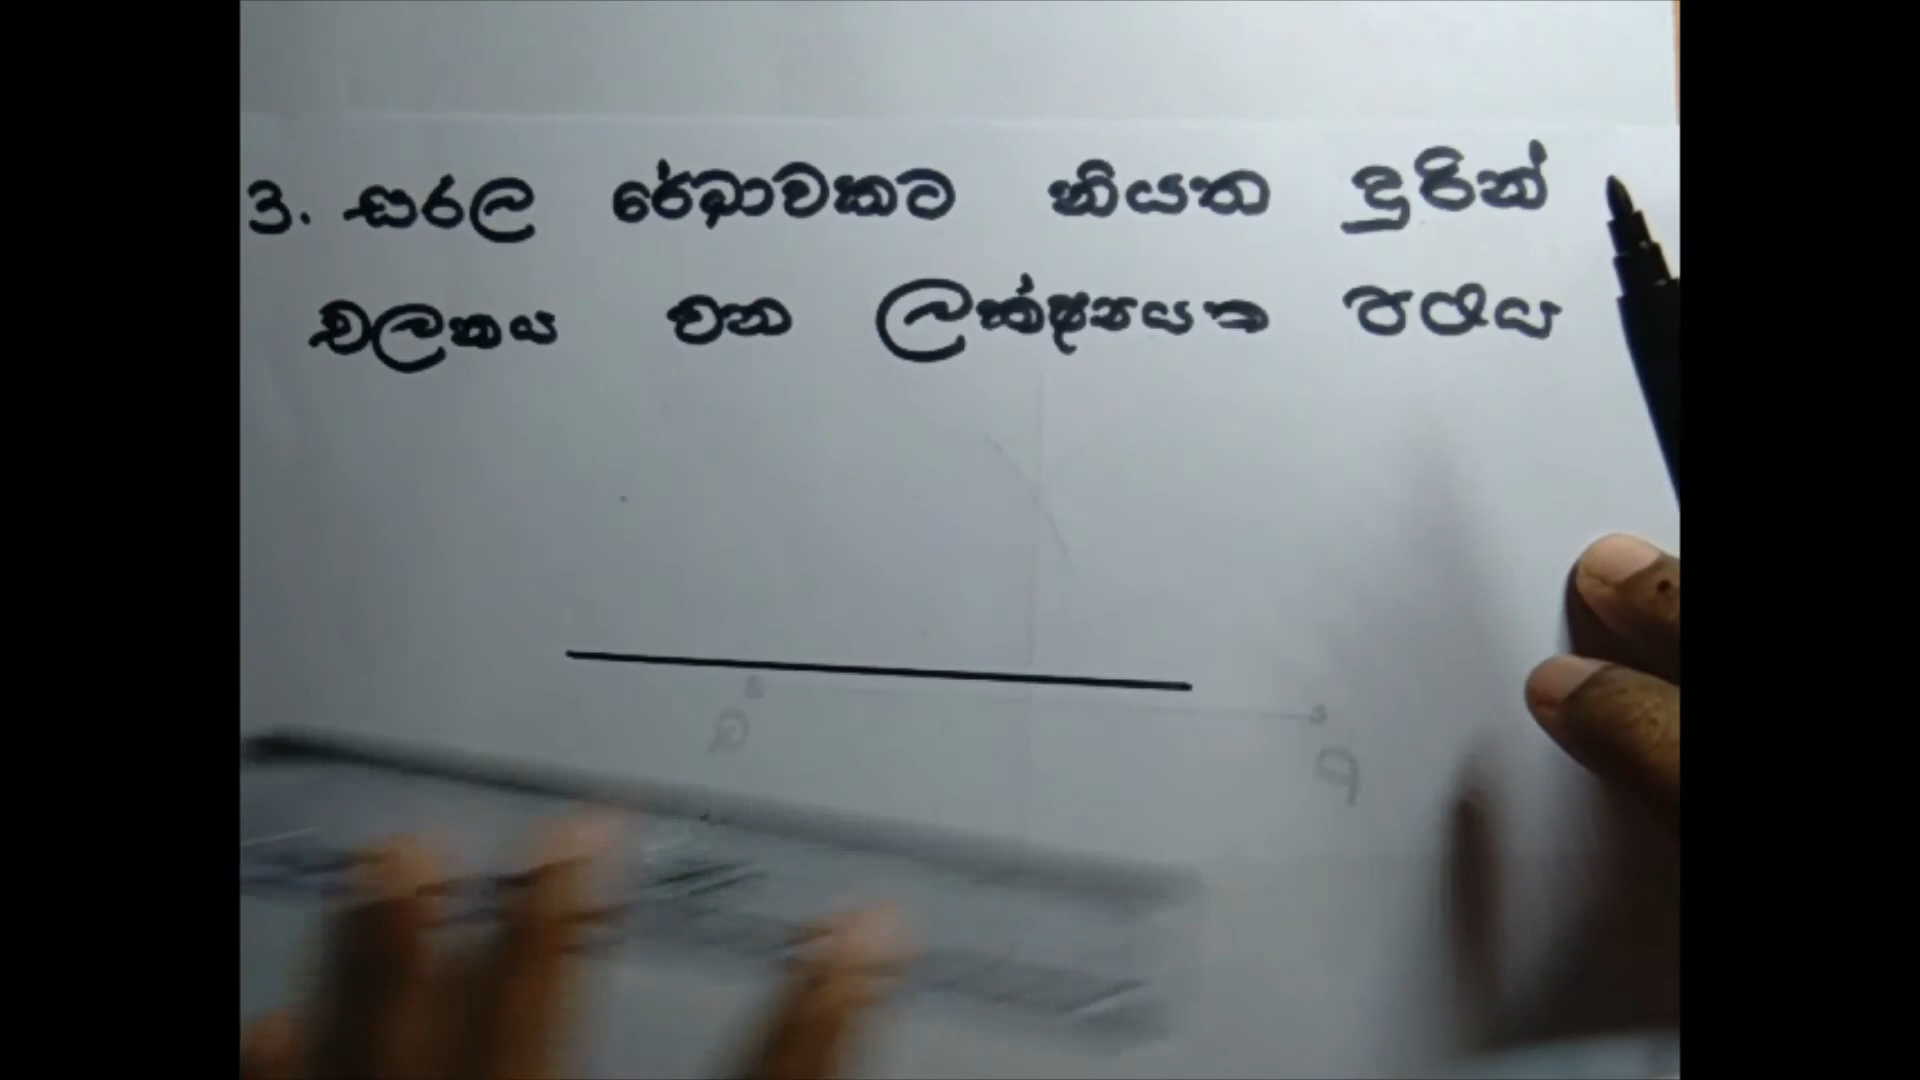 3. සරල රේඛාවකට නියත දුරින්
චලනය වන ලක්ෂ්‍යයක පථය